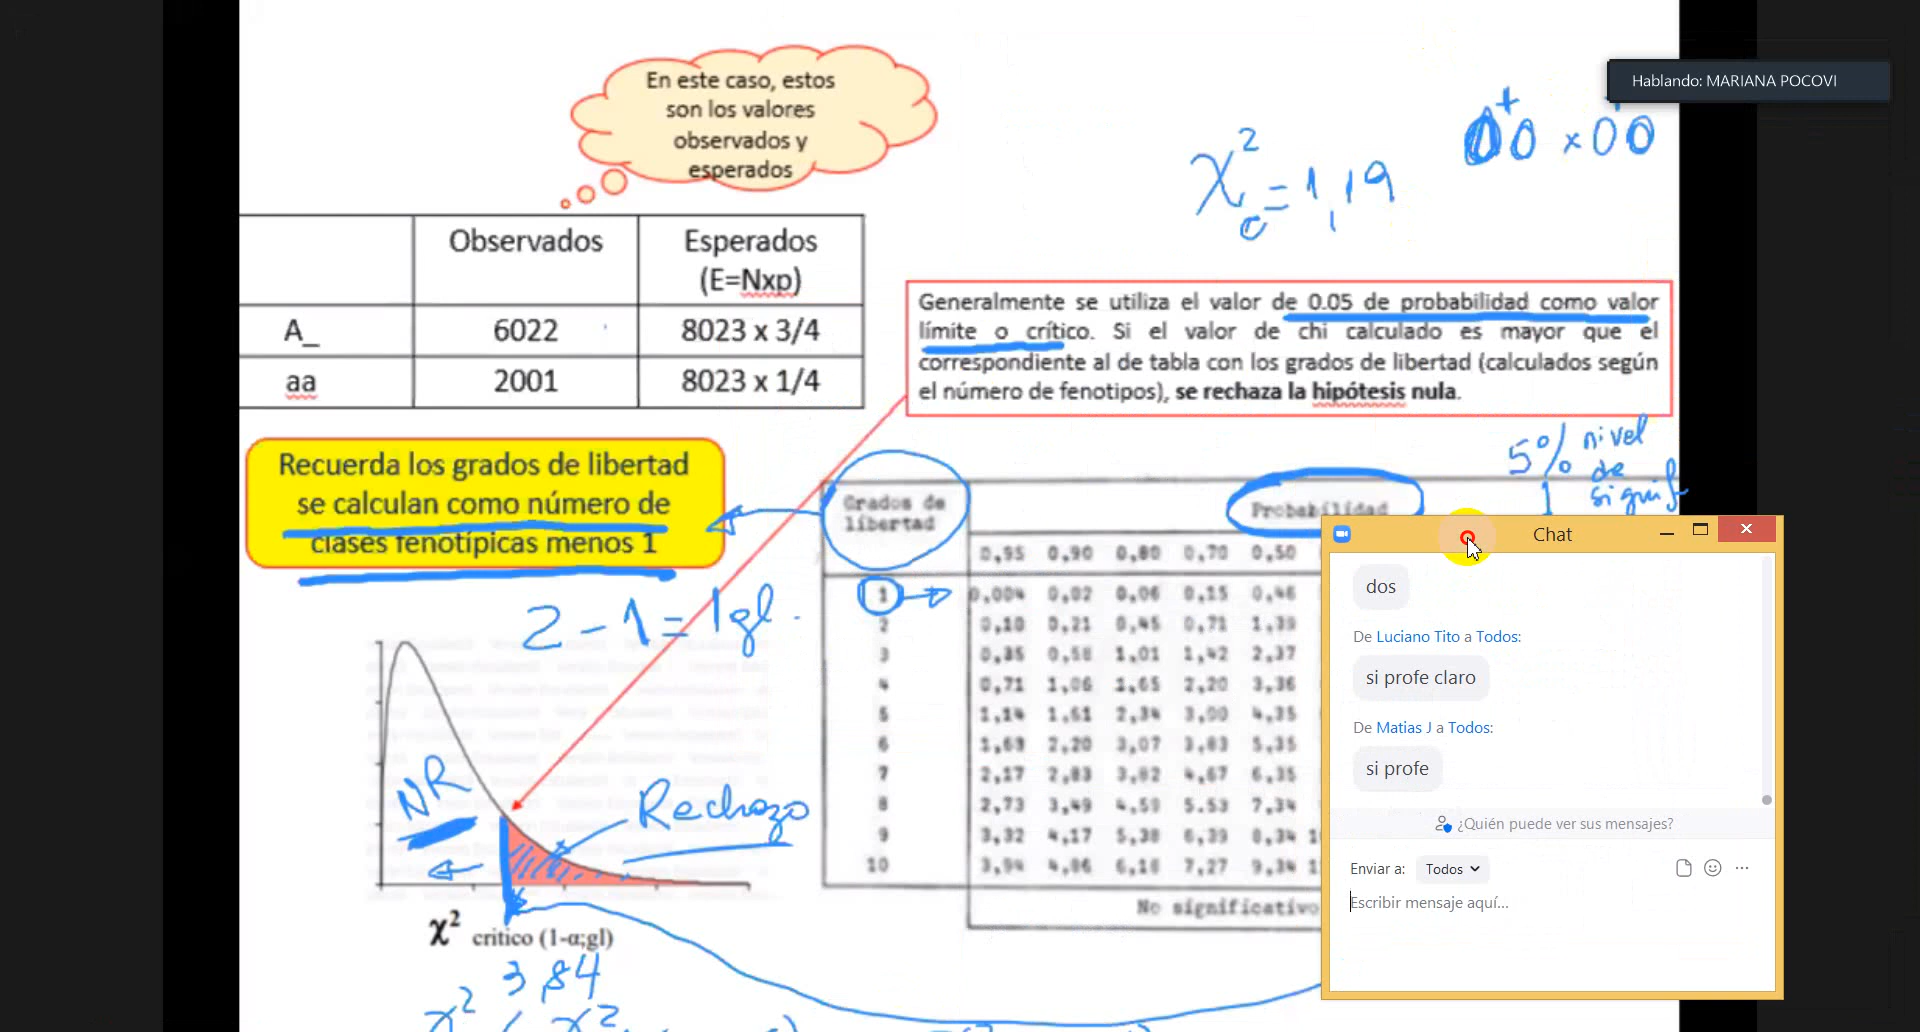 En este caso, estos
son los valores
observados y
esperados
Hablando: MARIANA POCOVI
χ²₀ = 1,19
Observados
Esperados
(E=Nxp)
A_
6022
8023 x 3/4
aa
2001
8023 x 1/4
Generalmente se utiliza el valor de 0.05 de probabilidad como valor
límite o crítico. Si el valor de chi calculado es mayor que el
correspondiente al de tabla con los grados de libertad (calculados según
el número de fenotipos), se rechaza la hipótesis nula.
5% nivel
de
signif
Recuerda los grados de libertad
se calculan como número de
clases fenotípicas menos 1
2 - 1 = 1gl.
Grados de
libertad
Probabilidad
0,95 0,90 0,80 0,70 0,50
1 0,004 0,02 0,06 0,15 0,46
2 0,10 0,21 0,45 0,71 1,39
3 0,35 0,58 1,01 1,42 2,37
4 0,71 1,06 1,65 2,20 3,36
5 1,14 1,61 2,34 3,00 4,35
6 1,63 2,20 3,07 3,83 5,35
7 2,17 2,83 3,82 4,67 6,35
8 2,73 3,49 4,59 5.53 7,34
9 3,32 4,17 5,38 6,39 8,34
10 3,94 4,86 6,18 7,27 9,34
No significativo
NR
Rechazo
χ² critico (1-α;gl)
3,84
Chat
dos
De Luciano Tito a Todos:
si profe claro
De Matias J a Todos:
si profe
¿Quién puede ver sus mensajes?
Enviar a: Todos
Escribir mensaje aquí...